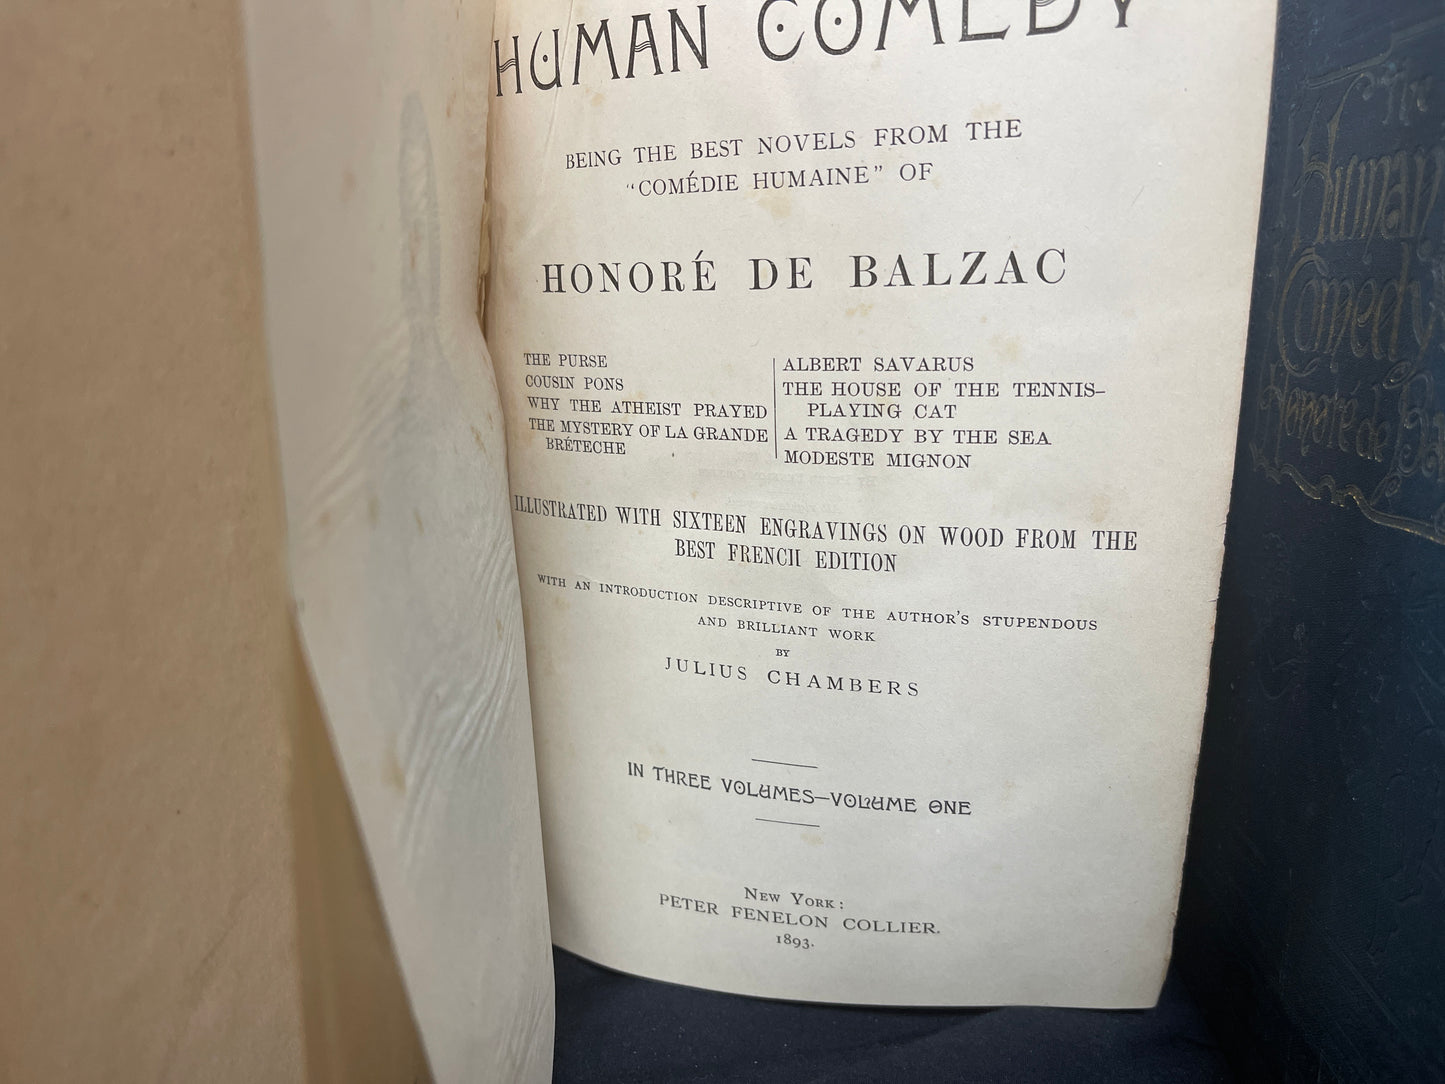 HUMAN COMEDY
BEING THE BEST NOVELS FROM THE
"COMÉDIE HUMAINE" OF
HONORÉ DE BALZAC
THE PURSE
COUSIN PONS
WHY THE ATHEIST PRAYED
THE MYSTERY OF LA GRANDE
BRÉTECHE
ALBERT SAVARUS
THE HOUSE OF THE TENNIS-
PLAYING CAT
A TRAGEDY BY THE SEA
MODESTE MIGNON
ILLUSTRATED WITH SIXTEEN ENGRAVINGS ON WOOD FROM THE
BEST FRENCH EDITION
WITH AN INTRODUCTION DESCRIPTIVE OF THE AUTHOR'S STUPENDOUS
AND BRILLIANT WORK
BY
JULIUS CHAMBERS
IN THREE VOLUMES—VOLUME ONE
NEW YORK:
PETER FENELON COLLIER.
1893.
The
Human
Comedy
Honoré de